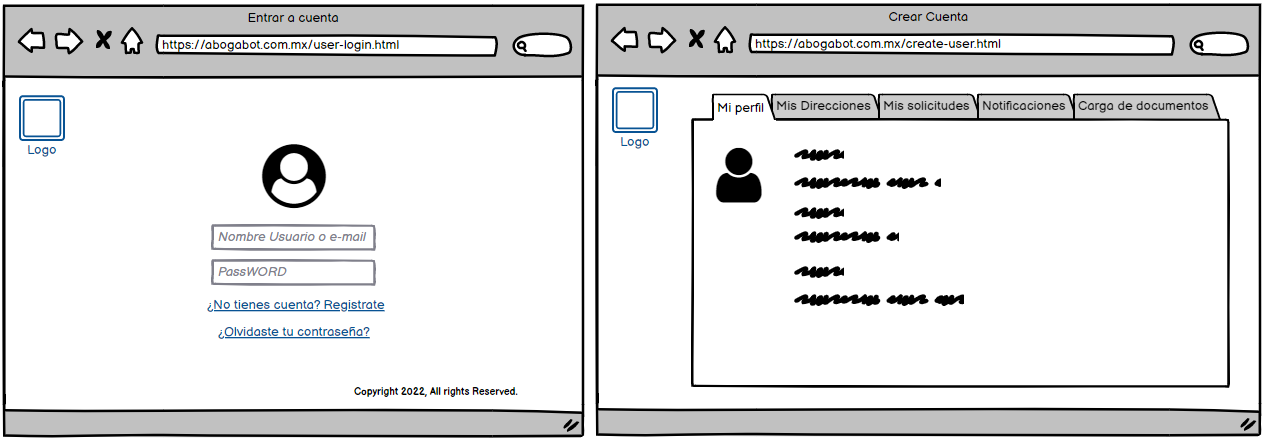 Entrar a cuenta
https://abogabot.com.mx/user-login.html
Logo
Nombre Usuario o e-mail
PassWORD
¿No tienes cuenta? Registrate
¿Olvidaste tu contraseña?
Copyright 2022, All rights Reserved.
Crear Cuenta
https://abogabot.com.mx/create-user.html
Logo
Mi perfil Mis Direcciones Mis solicitudes Notificaciones Carga de documentos